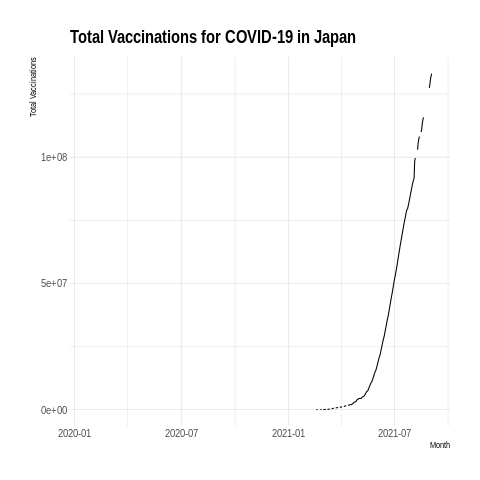 Total Vaccinations for COVID-19 in Japan
Total Vaccinations
1e+08
5e+07
0e+00
2020-01 2020-07 2021-01 2021-07
Month